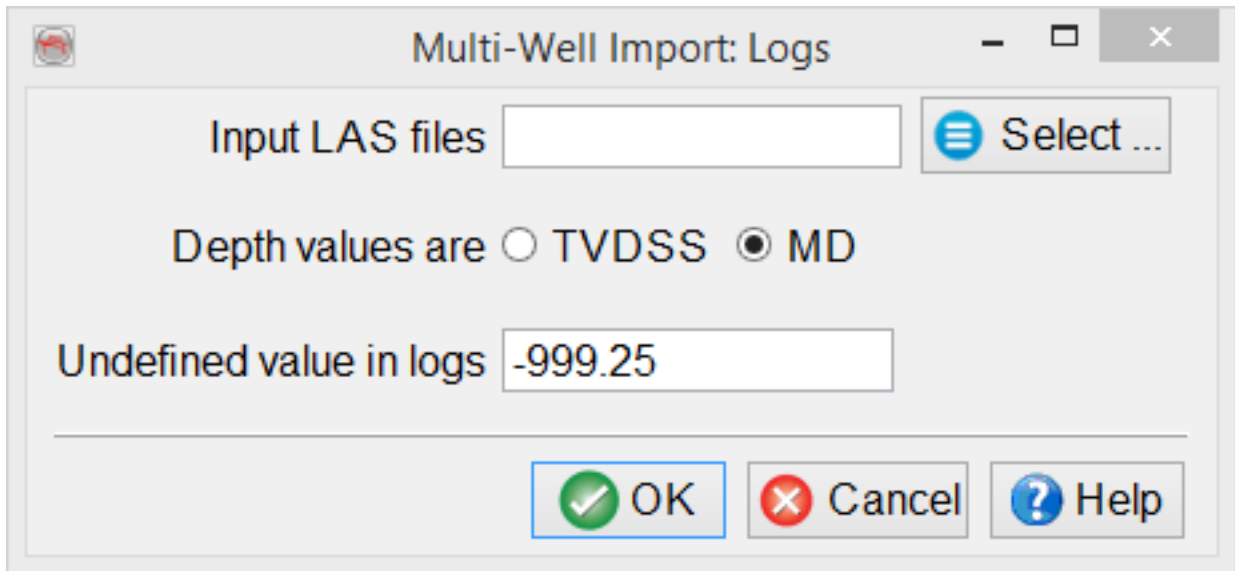 Multi-Well Import: Logs
Input LAS files Select ...
Depth values are TVDSS MD
Undefined value in logs -999.25
OK Cancel Help